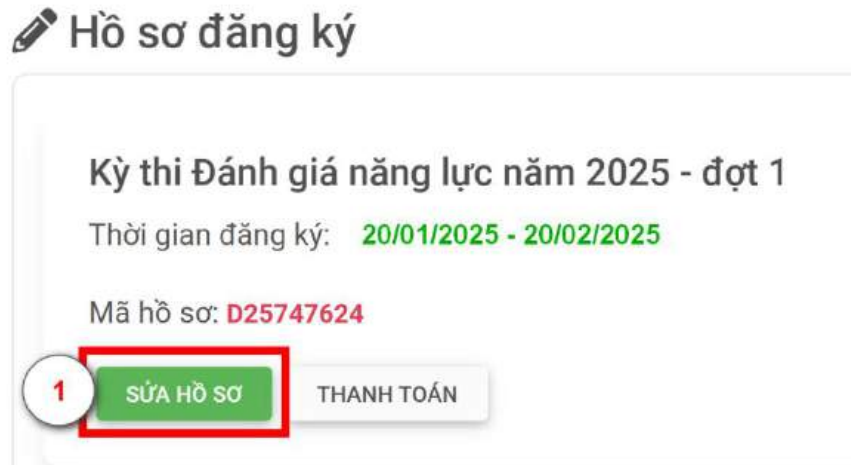 Hồ sơ đăng ký
Kỳ thi Đánh giá năng lực năm 2025 - đợt 1
Thời gian đăng ký: 20/01/2025 - 20/02/2025
Mã hồ sơ: D25747624
1 SỬA HỒ SƠ THANH TOÁN